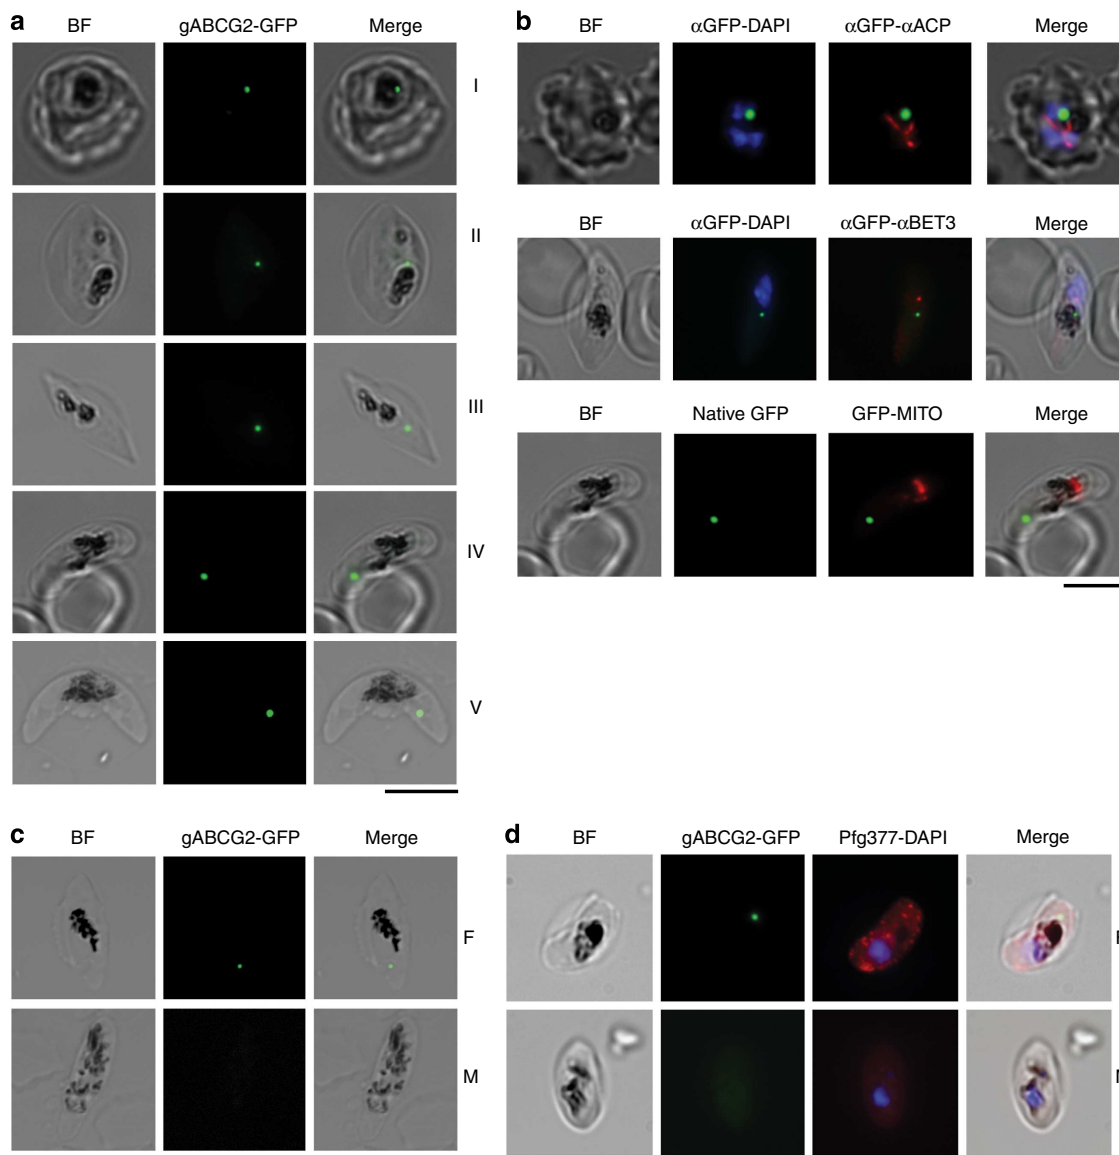 a
BF gABCG2-GFP Merge
I
II
III
IV
V
b
BF αGFP-DAPI αGFP-αACP Merge
BF αGFP-DAPI αGFP-αBET3 Merge
BF Native GFP GFP-MITO Merge
c
BF gABCG2-GFP Merge
F
M
d
BF gABCG2-GFP Pfg377-DAPI Merge